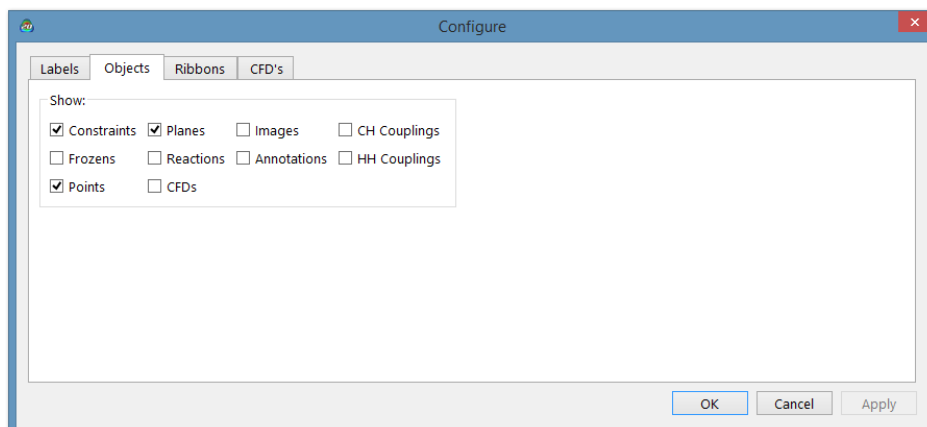 Configure
Labels Objects Ribbons CFD's
Show:
Constraints Planes Images CH Couplings
Frozens Reactions Annotations HH Couplings
Points CFDs
OK Cancel Apply